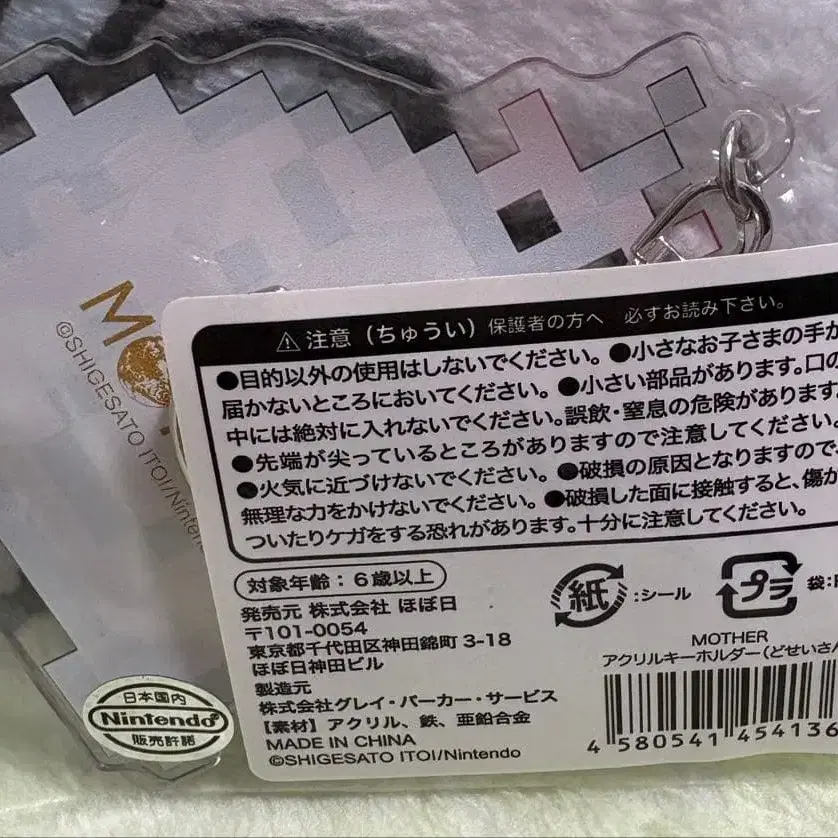 MO
©SHIGESATO ITOI/Ninten
⚠注意（ちゅうい）保護者の方へ 必ずお読み下さい。
●目的以外の使用はしないでください。●小さなお子さまの手が
届かないところにおいてください。●小さい部品があります。口の
中には絶対に入れないでください。誤飲・窒息の危険があります
●先端が尖っているところがありますので注意してください。
●火気に近づけないでください。●破損の原因となりますので、
無理な力をかけないでください。●破損した面に接触すると、傷が
ついたりケガをする恐れがあります。十分に注意してください。
対象年齢：6歳以上
発売元 株式会社 ほぼ日
〒101-0054
東京都千代田区神田錦町 3-18
ほぼ日神田ビル
製造元
株式会社グレイ・パーカー・サービス
【素材】アクリル、鉄、亜鉛合金
MADE IN CHINA
©SHIGESATO ITOI/Nintendo
紙：シール
プラ 袋
MOTHER
アクリルキーホルダー（どせいさん
4 580541 454136
日本国内
Nintendo
販売許諾